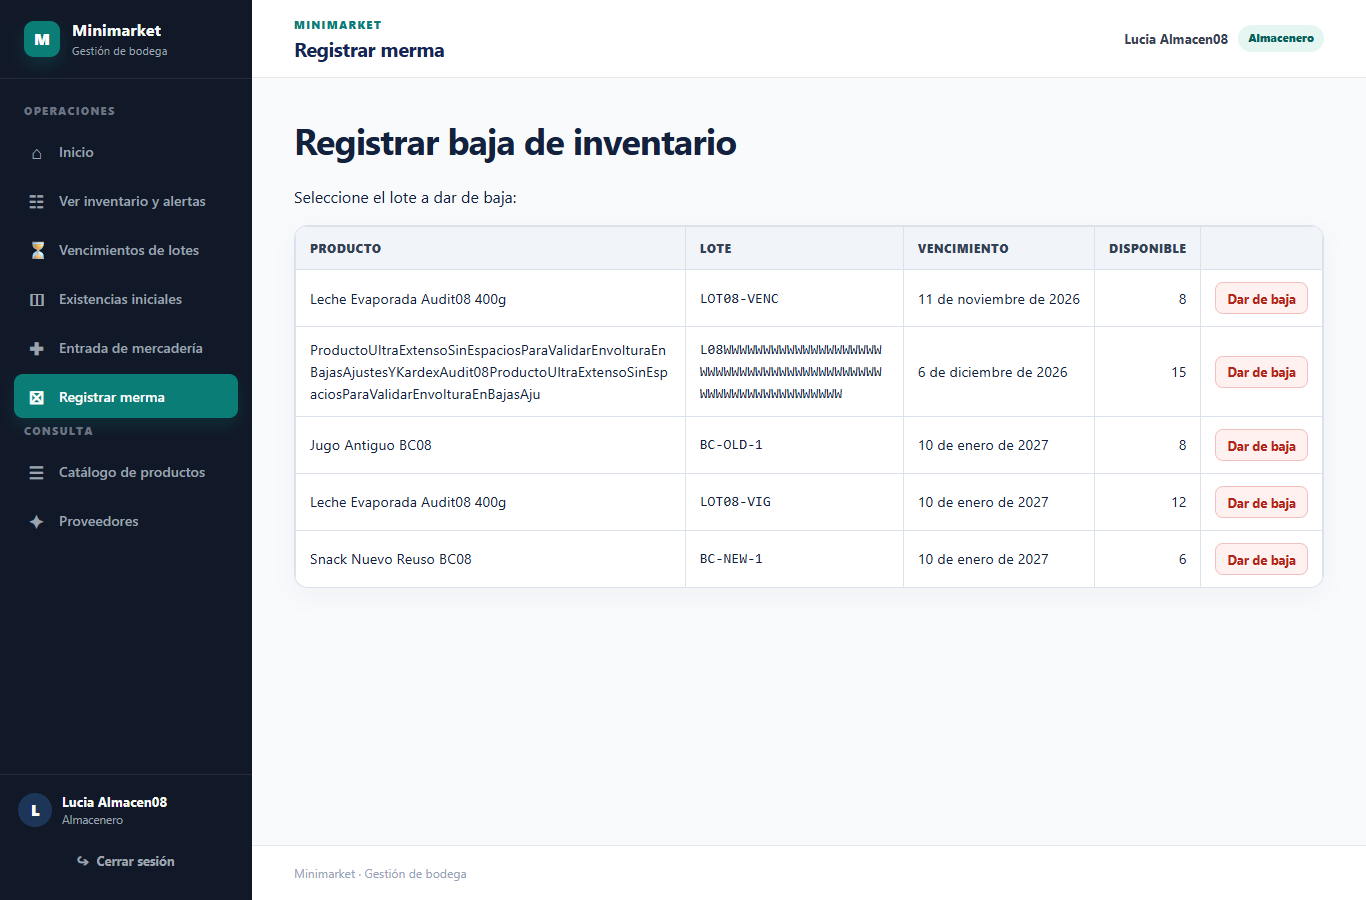 M
Minimarket
Gestión de bodega
OPERACIONES
Inicio
Ver inventario y alertas
Vencimientos de lotes
Existencias iniciales
Entrada de mercadería
Registrar merma
CONSULTA
Catálogo de productos
Proveedores
L
Lucia Almacen08
Almacenero
Cerrar sesión
MINIMARKET
Registrar merma
Lucia Almacen08 Almacenero
Registrar baja de inventario
Seleccione el lote a dar de baja:
PRODUCTO LOTE VENCIMIENTO DISPONIBLE
Leche Evaporada Audit08 400g LOT08-VENC 11 de noviembre de 2026 8 Dar de baja
ProductoUltraExtensoSinEspaciosParaValidarEnvolturaEn
BajasAjustesYKardexAudit08ProductoUltraExtensoSinEsp
aciosParaValidarEnvolturaEnBajasAju
L08WWWWWWWWWWWWWWWWWWWW
WWWWWWWWWWWWWWWWWWWWWWW
WWWWWWWWWWWWWWWWWW
6 de diciembre de 2026 15 Dar de baja
Jugo Antiguo BC08 BC-OLD-1 10 de enero de 2027 8 Dar de baja
Leche Evaporada Audit08 400g LOT08-VIG 10 de enero de 2027 12 Dar de baja
Snack Nuevo Reuso BC08 BC-NEW-1 10 de enero de 2027 6 Dar de baja
Minimarket · Gestión de bodega